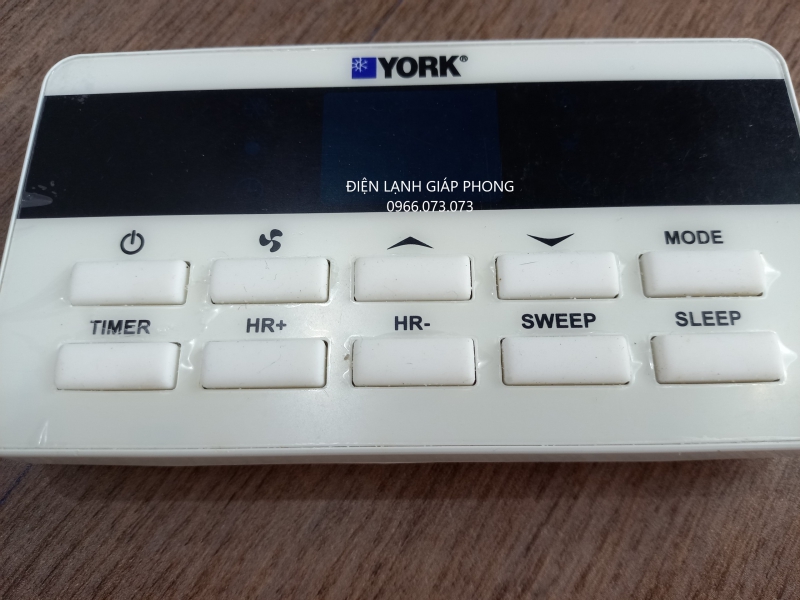 YORK®
ĐIỆN LẠNH GIÁP PHONG
0966.073.073
MODE
TIMER HR+ HR- SWEEP SLEEP